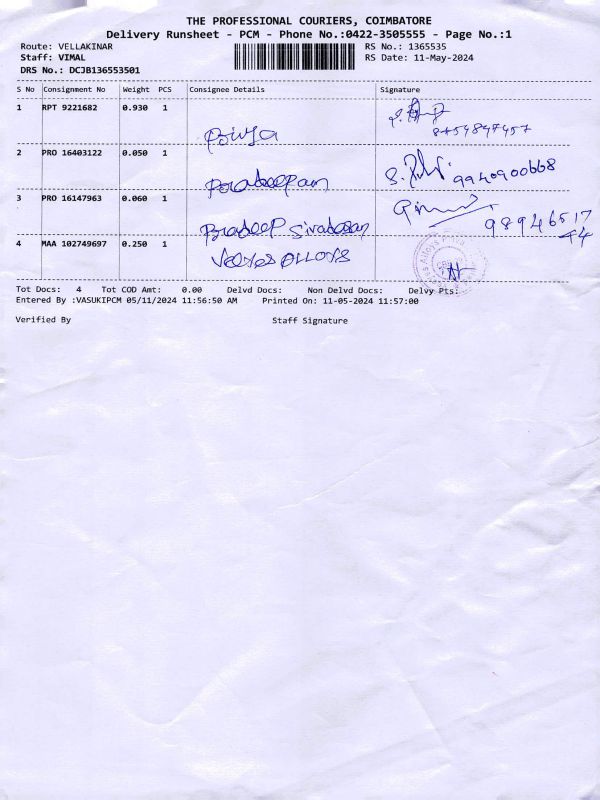 THE PROFESSIONAL COURIERS, COIMBATORE
Delivery Runsheet - PCM - Phone No.:0422-3505555 - Page No.:1
Route: VELLAKINAR RS No.: 1365535
Staff: VIMAL RS Date: 11-May-2024
DRS No.: DCJB136553501
S No Consignment No Weight PCS Consignee Details Signature
1 RPT 9221682 0.930 1
Priya 8754847457
2 PRO 16403122 0.050 1
Pradeepan 9940900668
3 PRO 16147963 0.060 1
Pradeep Sivadasan 9894651744
4 MAA 102749697 0.250 1
ALLOYS
Tot Docs: 4 Tot COD Amt: 0.00 Delvd Docs: Non Delvd Docs: Delvy Pts:
Entered By :VASUKIPCM 05/11/2024 11:56:50 AM Printed On: 11-05-2024 11:57:00
Verified By Staff Signature